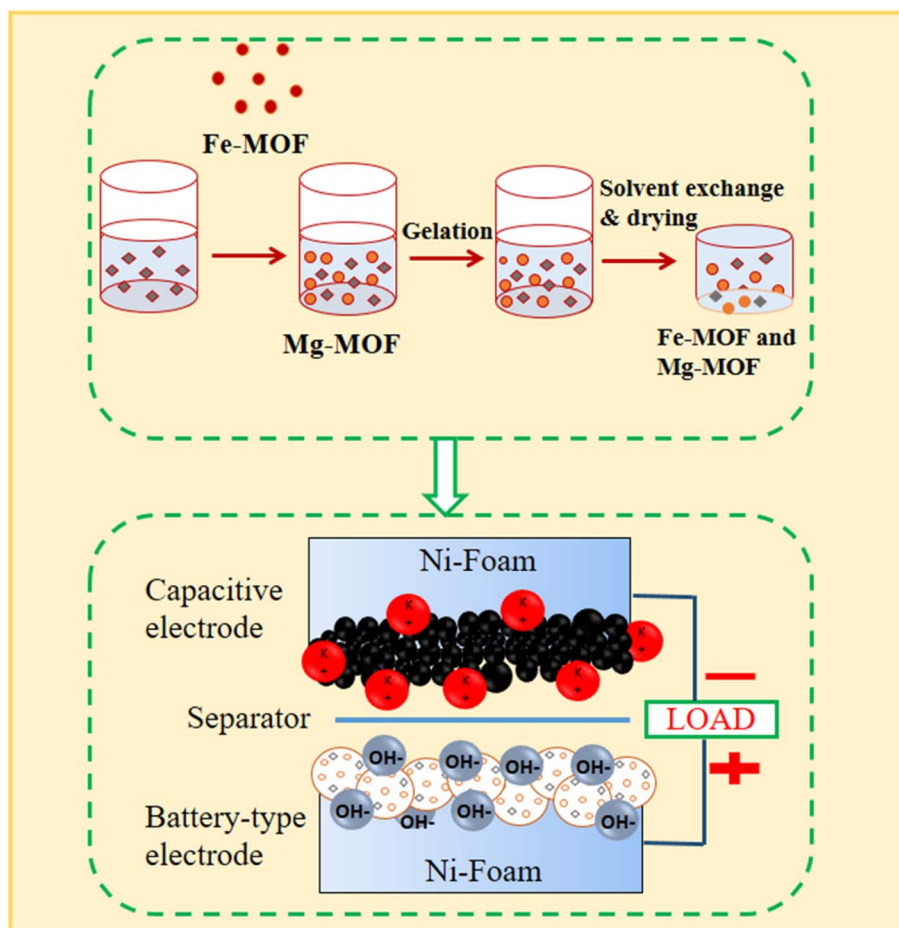 Fe-MOF
Gelation
Solvent exchange
& drying
Mg-MOF
Fe-MOF and
Mg-MOF
Ni-Foam
Capacitive
electrode
K
+
K
+
K
+
K
+
K
+
K
+
K
+
Separator
LOAD
−
+
OH-
OH-
OH-
OH-
OH-
OH-
OH-
OH-
Battery-type
electrode
Ni-Foam